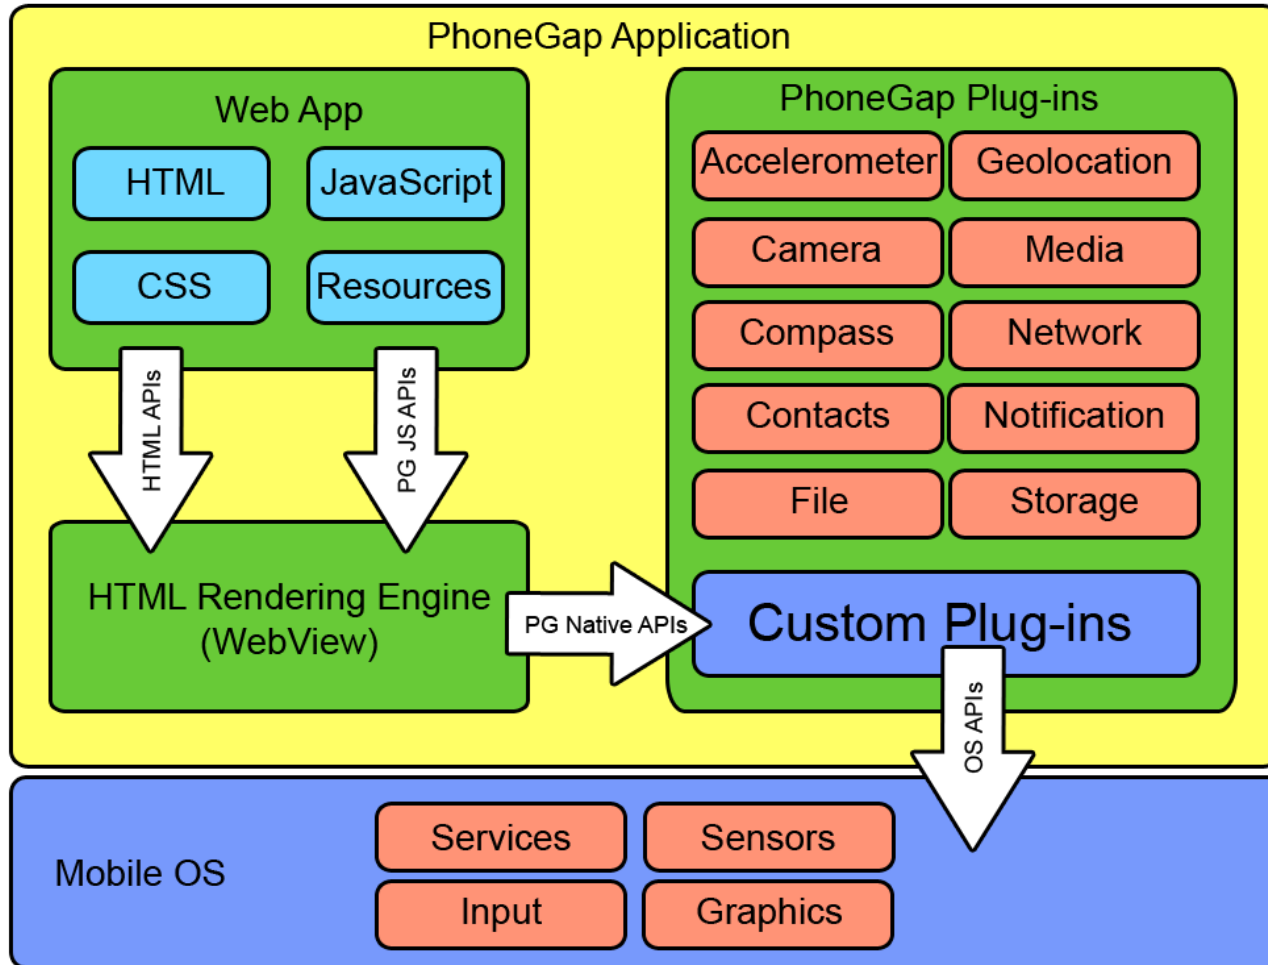 PhoneGap Application
Web App
HTML
JavaScript
CSS
Resources
HTML APIs
PG JS APIs
HTML Rendering Engine
(WebView)
PG Native APIs
PhoneGap Plug-ins
Accelerometer
Geolocation
Camera
Media
Compass
Network
Contacts
Notification
File
Storage
Custom Plug-ins
OS APIs
Mobile OS
Services
Sensors
Input
Graphics